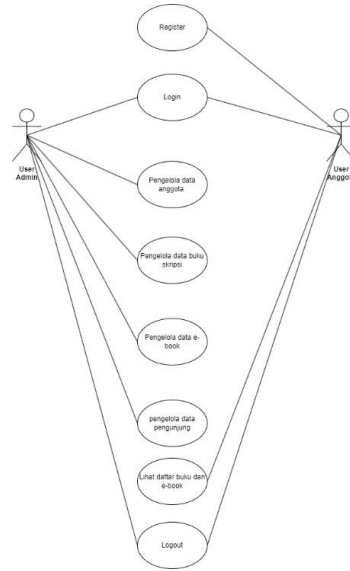 Register
Login
User
Admin
User
Anggota
Pengelola data
anggota
Pengelola data buku
skripsi
Pengelola data e-
book
pengelola data
pengunjung
Lihat daftar buku dan
e-book
Logout